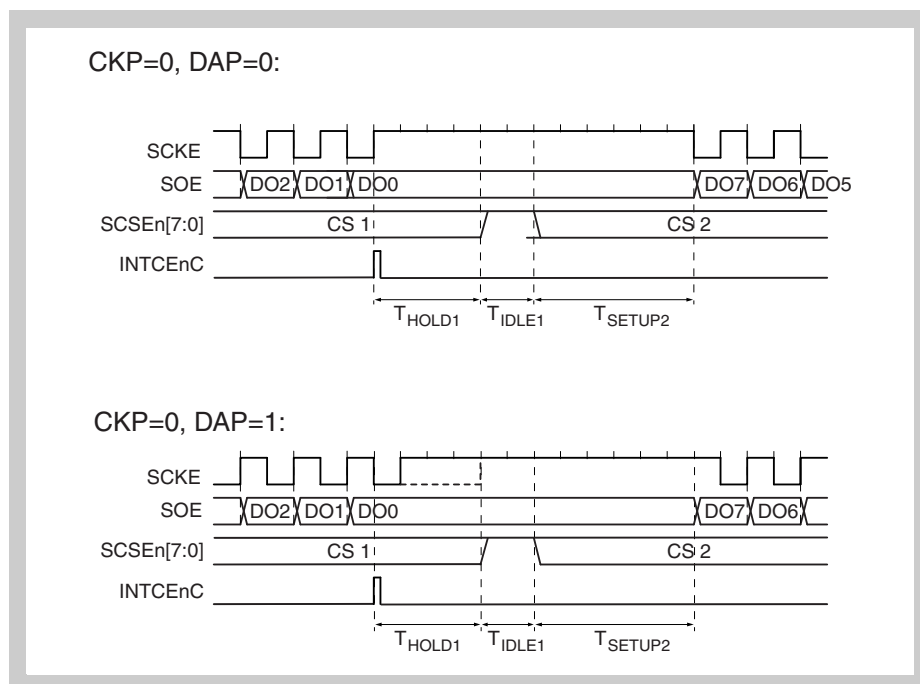 CKP=0, DAP=0:
SCKE
SOE DO2 DO1 DO0 DO7 DO6 DO5
SCSEn[7:0] CS 1 CS 2
INTCEnC
THOLD1 TIDLE1 TSETUP2
CKP=0, DAP=1:
SCKE
SOE DO2 DO1 DO0 DO7 DO6
SCSEn[7:0] CS 1 CS 2
INTCEnC
THOLD1 TIDLE1 TSETUP2